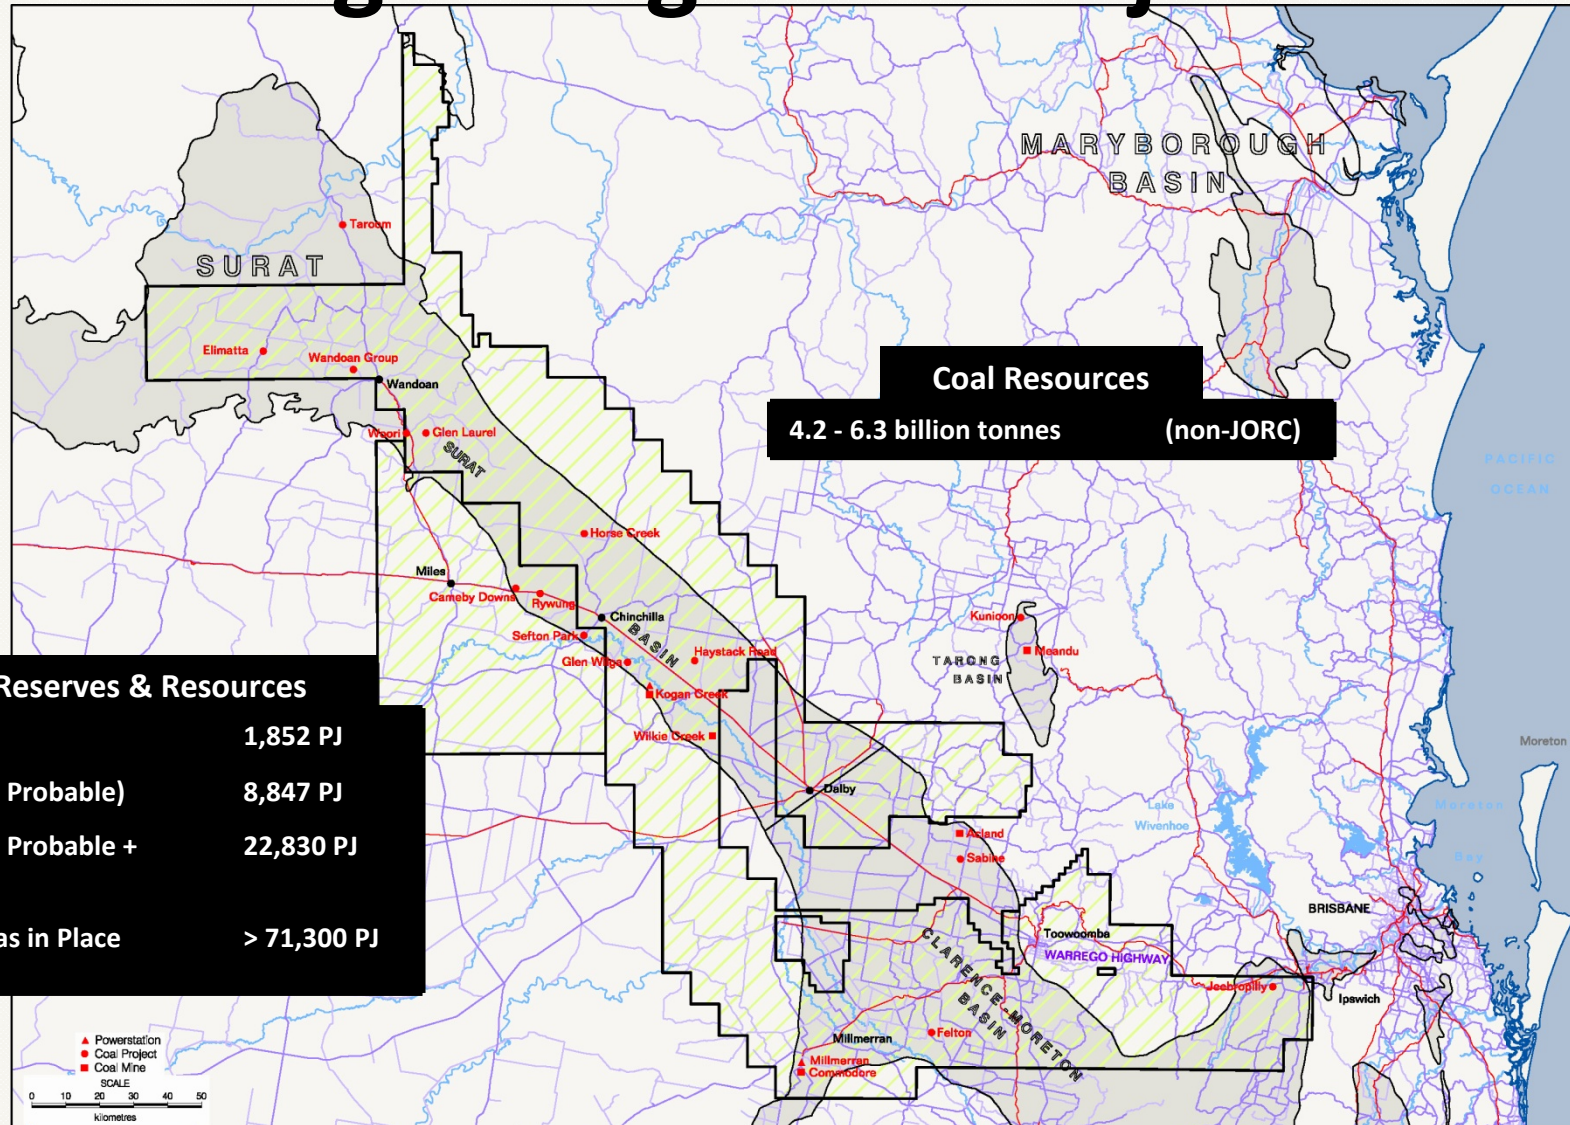 MARYBOROUGH
BASIN
Taroom
SURAT
Elimatta
Wandoan Group
Wandoan
Coal Resources
4.2 - 6.3 billion tonnes (non-JORC)
Woori
Glen Laurel
SURAT
PACIFIC
OCEAN
Horse Creek
Miles
Cameby Downs
Rywung
Chinchilla
Kunioon
BASIN
Sefton Park
Haystack Road
Meandu
Glen Wilga
TARONG
BASIN
Reserves & Resources
Kogan Creek
1,852 PJ
Wilkie Creek
Moreton
Probable) 8,847 PJ
Dalby
Lake
Wivenhoe
Moreton
Bay
Probable + 22,830 PJ
Acland
Sabine
as in Place > 71,300 PJ
BRISBANE
Toowoomba
WARREGO HIGHWAY
CLARENCE-MORETON
BASIN
Jeebropilly
Ipswich
Felton
Millmerran
Millmerran
Commodore
Powerstation
Coal Project
Coal Mine
SCALE
0 10 20 30 40 50
kilometres